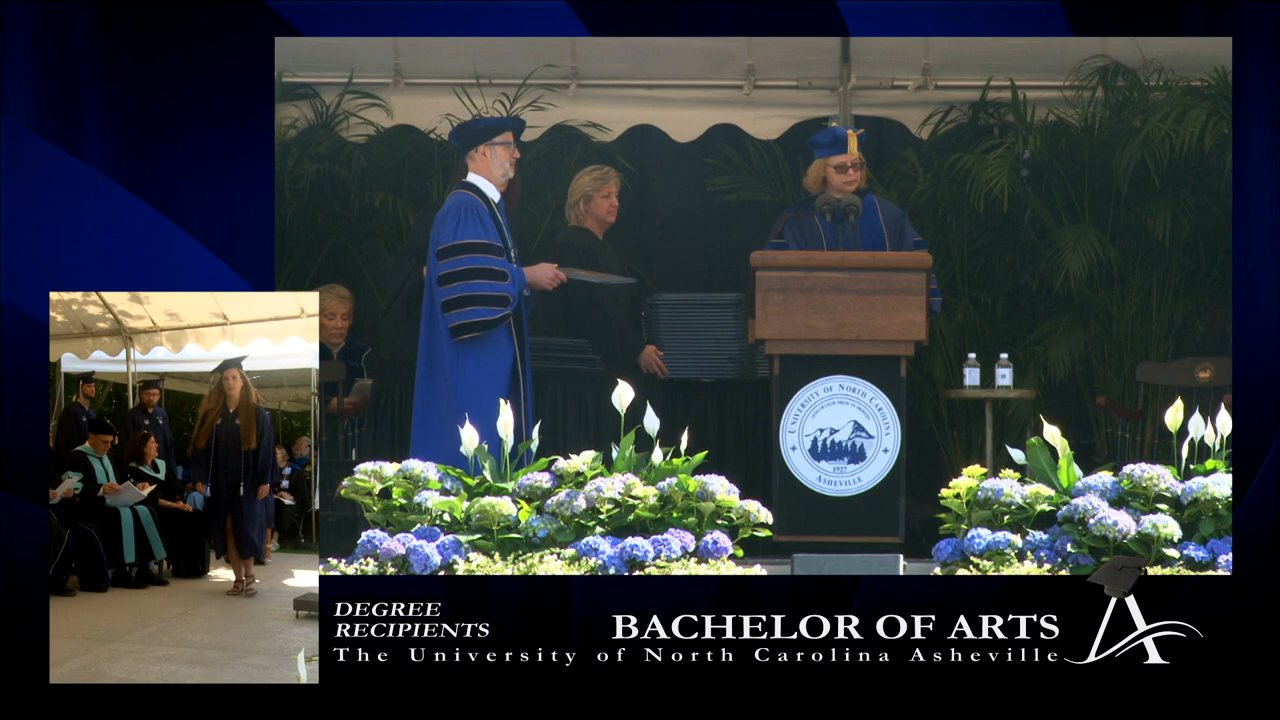 UNIVERSITY OF NORTH CAROLINA
1927
ASHEVILLE
DEGREE
RECIPIENTS
BACHELOR OF ARTS
The University of North Carolina Asheville